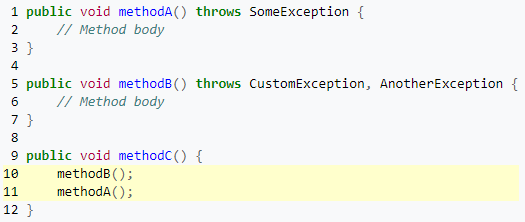 1 public void methodA() throws SomeException {
2     // Method body
3 }
4
5 public void methodB() throws CustomException, AnotherException {
6     // Method body
7 }
8
9 public void methodC() {
10     methodB();
11     methodA();
12 }